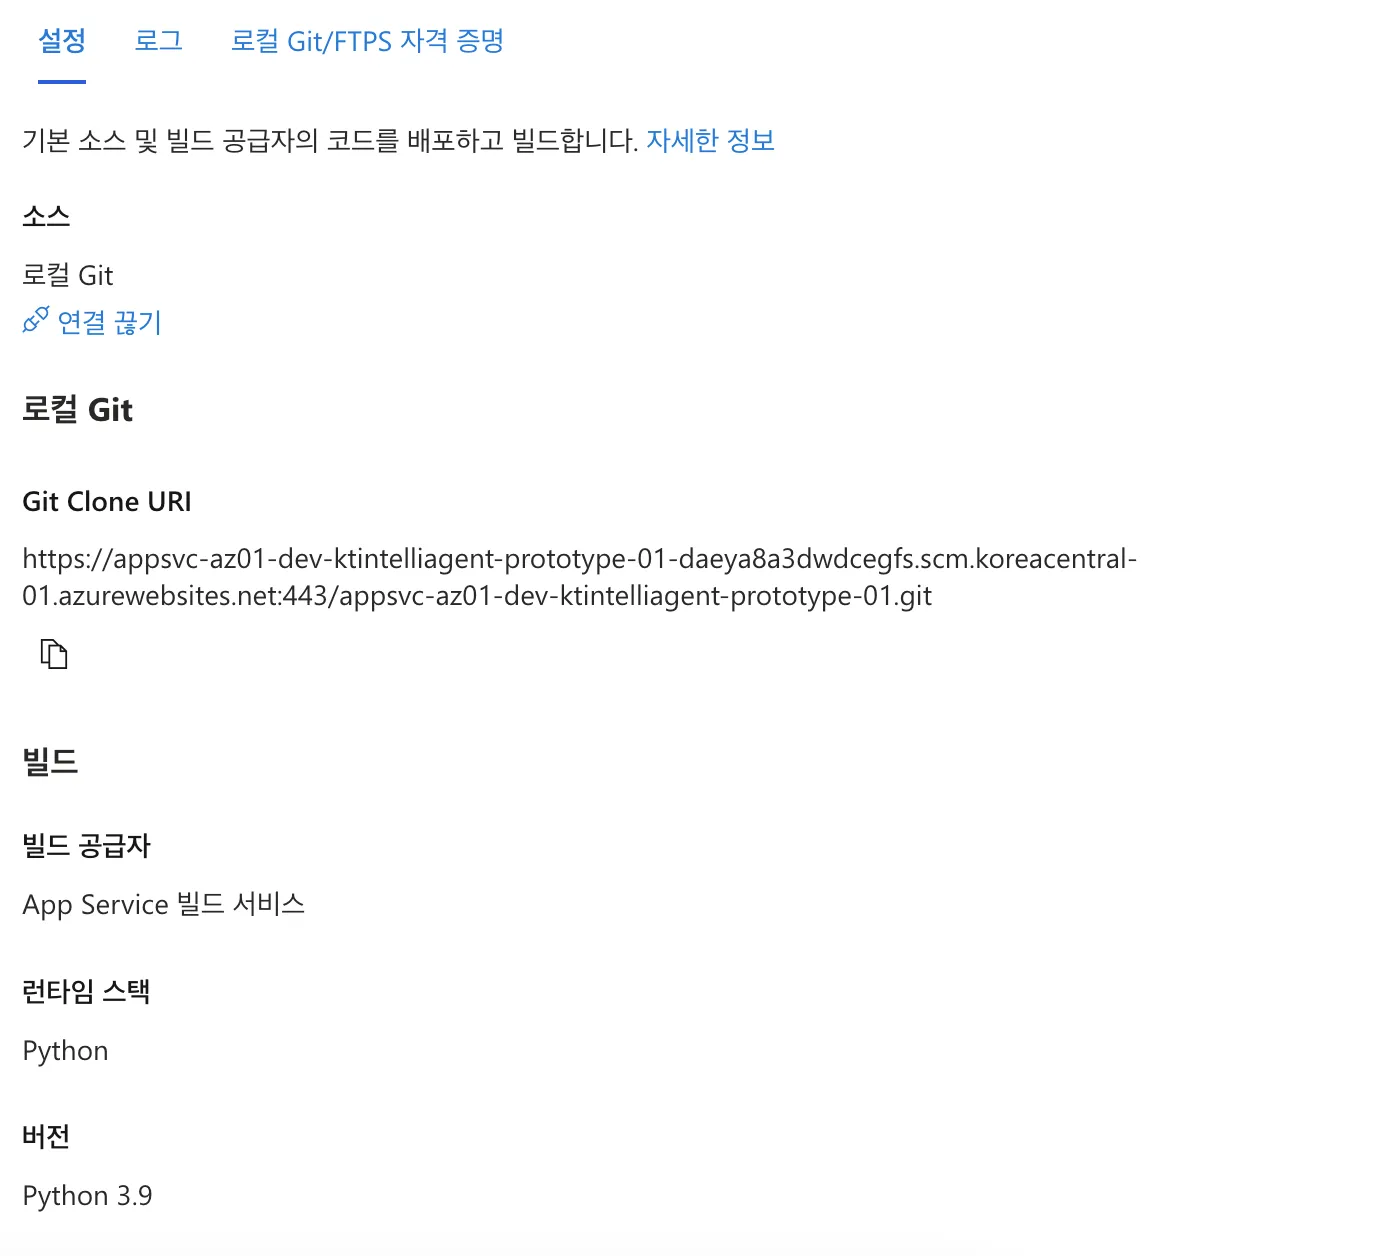 설정 로그 로컬 Git/FTPS 자격 증명
기본 소스 및 빌드 공급자의 코드를 배포하고 빌드합니다. 자세한 정보
소스
로컬 Git
연결 끊기
로컬 Git
Git Clone URI
https://appsvc-az01-dev-ktintelliagent-prototype-01-daeya8a3dwdcegfs.scm.koreacentral-
01.azurewebsites.net:443/appsvc-az01-dev-ktintelliagent-prototype-01.git
빌드
빌드 공급자
App Service 빌드 서비스
런타임 스택
Python
버전
Python 3.9